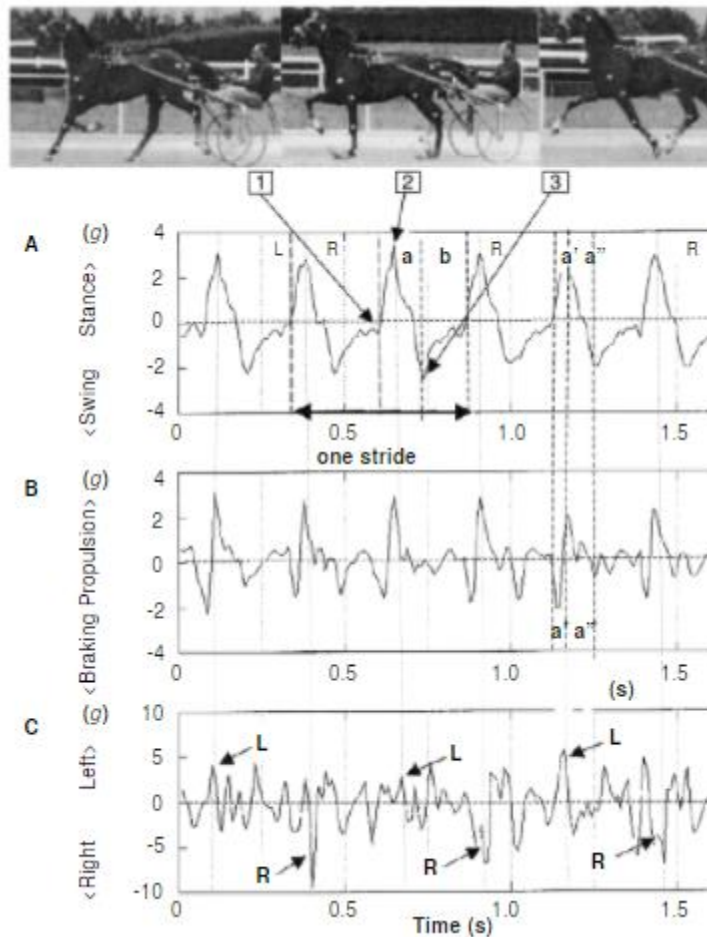 1 2 3
A (g)
<Swing Stance>
4
2
0
-2
-4
L R a b R a' a'' R
0 0.5 1.0 1.5
one stride
B (g)
<Braking Propulsion>
4
2
0
-2
-4
a' a''
0 0.5 1.0 1.5
(s)
C (g)
<Right Left>
10
5
0
-5
-10
L L L
R R R
0 0.5 1.0 1.5
Time (s)